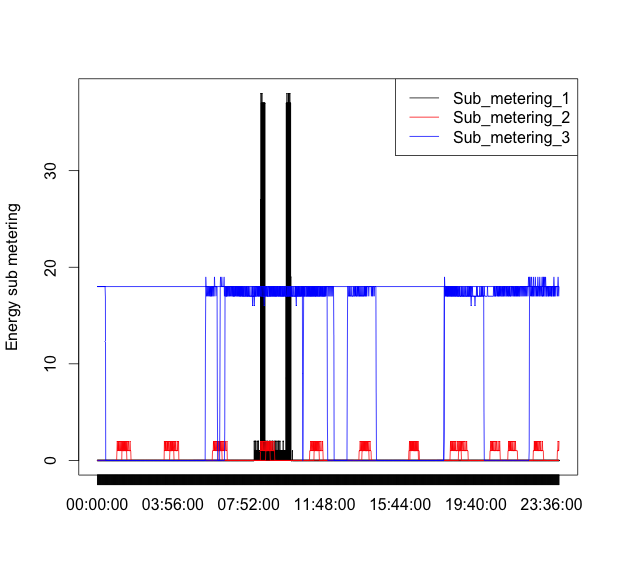 Sub_metering_1
Sub_metering_2
Sub_metering_3
Energy sub metering
30
20
10
0
00:00:00 03:56:00 07:52:00 11:48:00 15:44:00 19:40:00 23:36:00